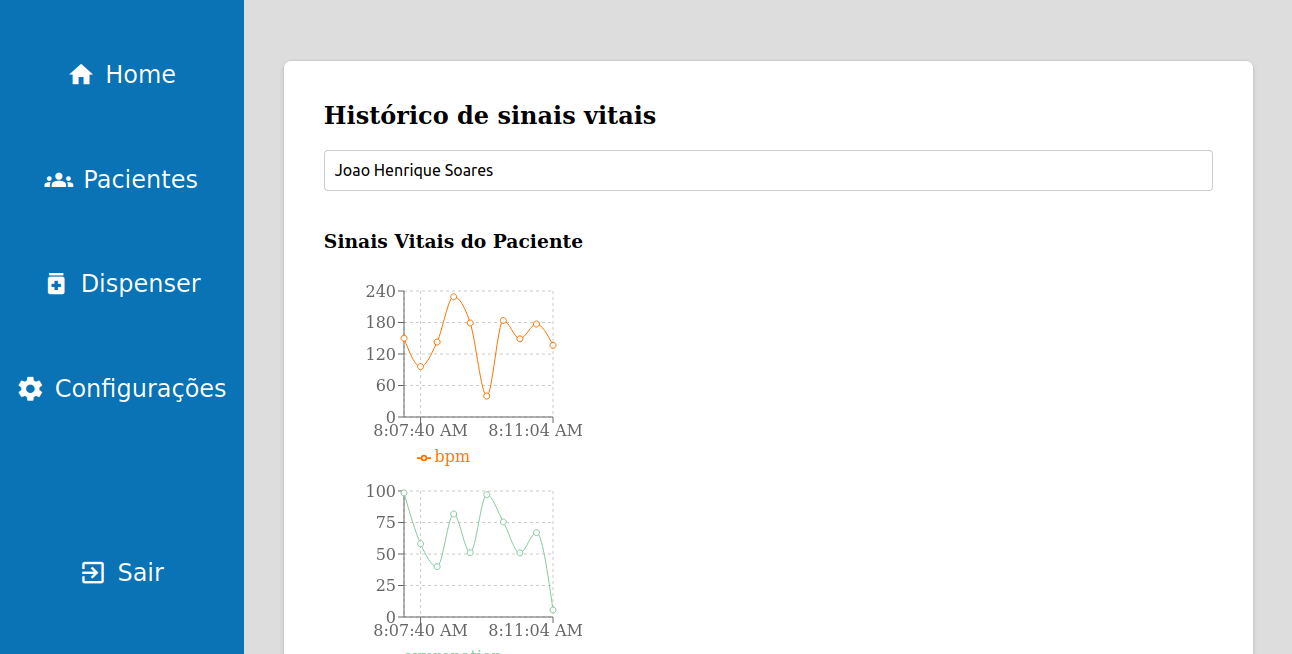 Home
Pacientes
Dispenser
Configurações
Sair
Histórico de sinais vitais
Joao Henrique Soares
Sinais Vitais do Paciente
240
180
120
60
0
8:07:40 AM 8:11:04 AM
bpm
100
75
50
25
0
8:07:40 AM 8:11:04 AM